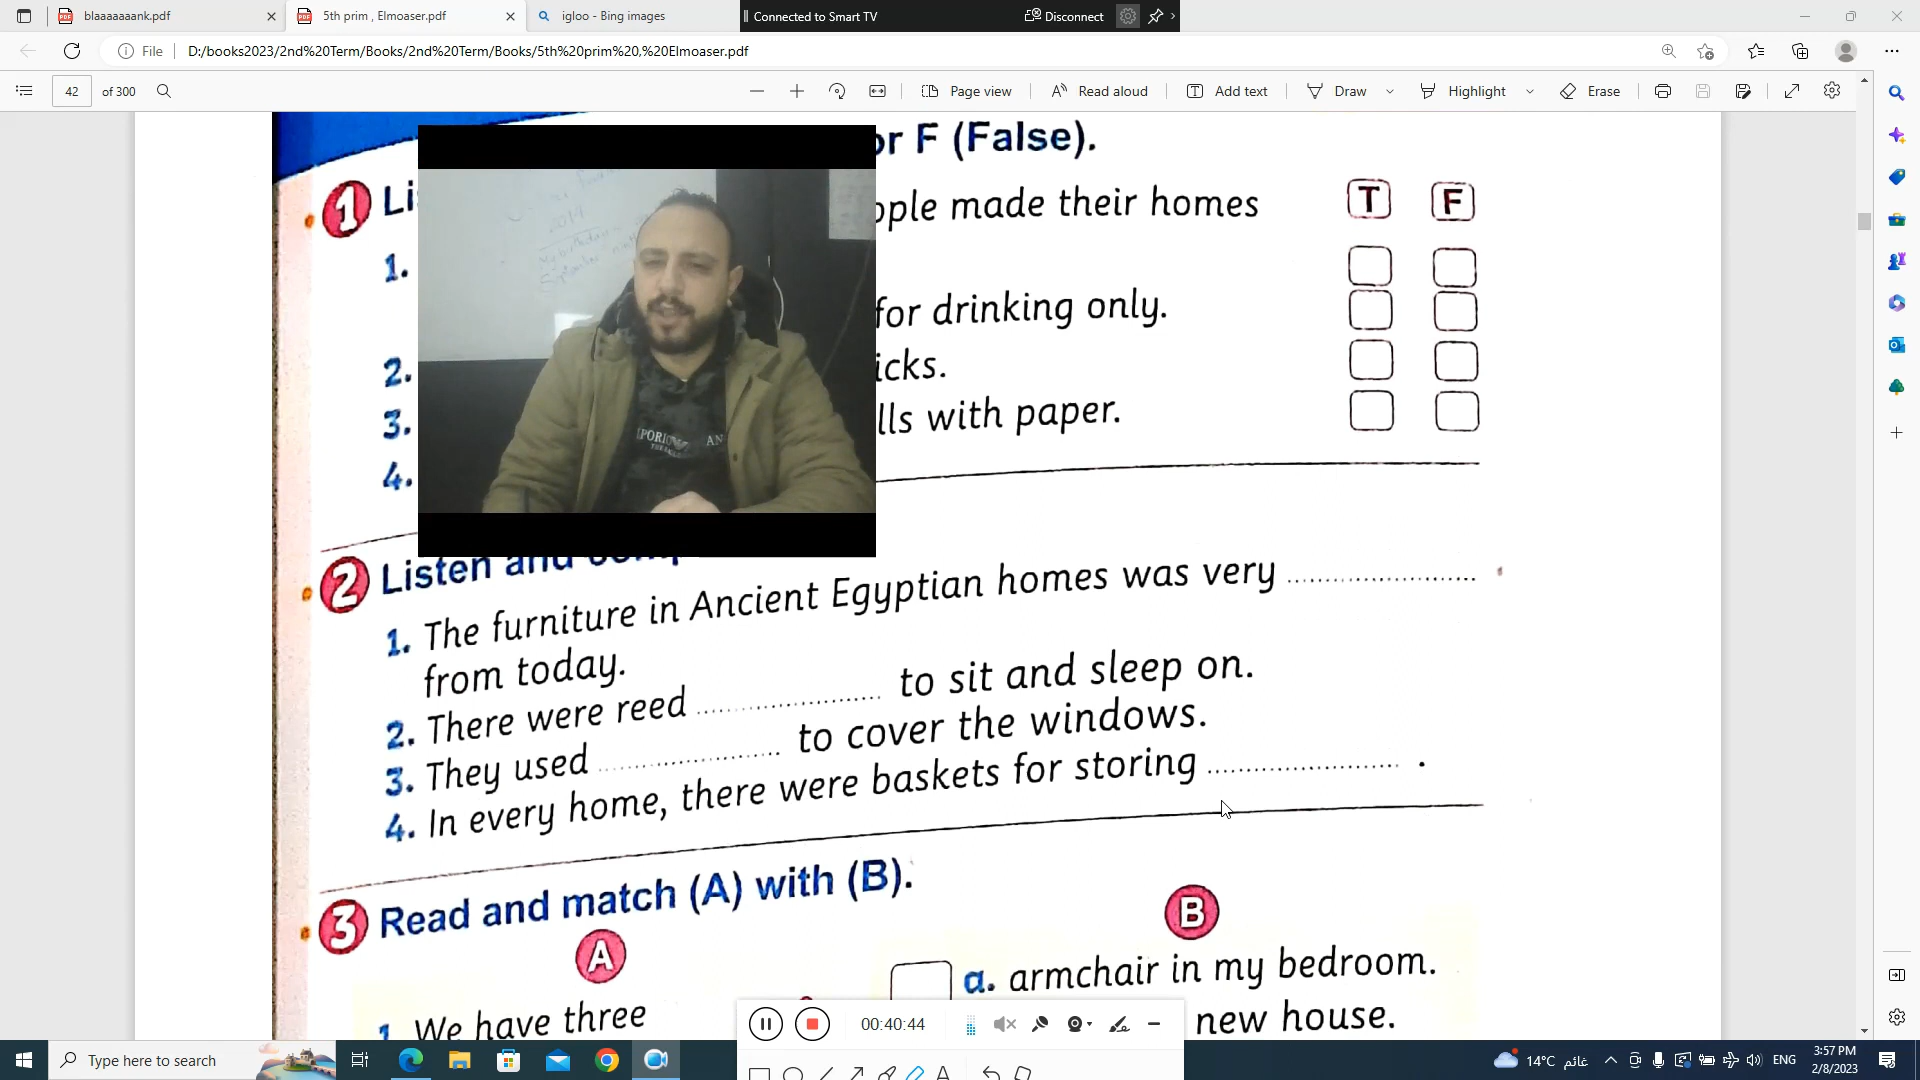 blaaaaaaank.pdf
5th prim , Elmoaser.pdf
igloo - Bing images
Connected to Smart TV
Disconnect
File
D:/books2023/2nd%20Term/Books/2nd%20Term/Books/5th%20prim%20,%20Elmoaser.pdf
42 of 300
Page view
Read aloud
Add text
Draw
Highlight
Erase
or F (False).
1 Li
ople made their homes
T F
1.
for drinking only.
2.
icks.
3.
lls with paper.
4.
2019
2 Listen and
1. The furniture in Ancient Egyptian homes was very ........................
from today.
2. There were reed ........................ to sit and sleep on.
3. They used ........................ to cover the windows.
4. In every home, there were baskets for storing ........................ .
3 Read and match (A) with (B).
A
B
a. armchair in my bedroom.
1. We have three
new house.
00:40:44
Type here to search
14°C غائم
ENG
3:57 PM
2/8/2023